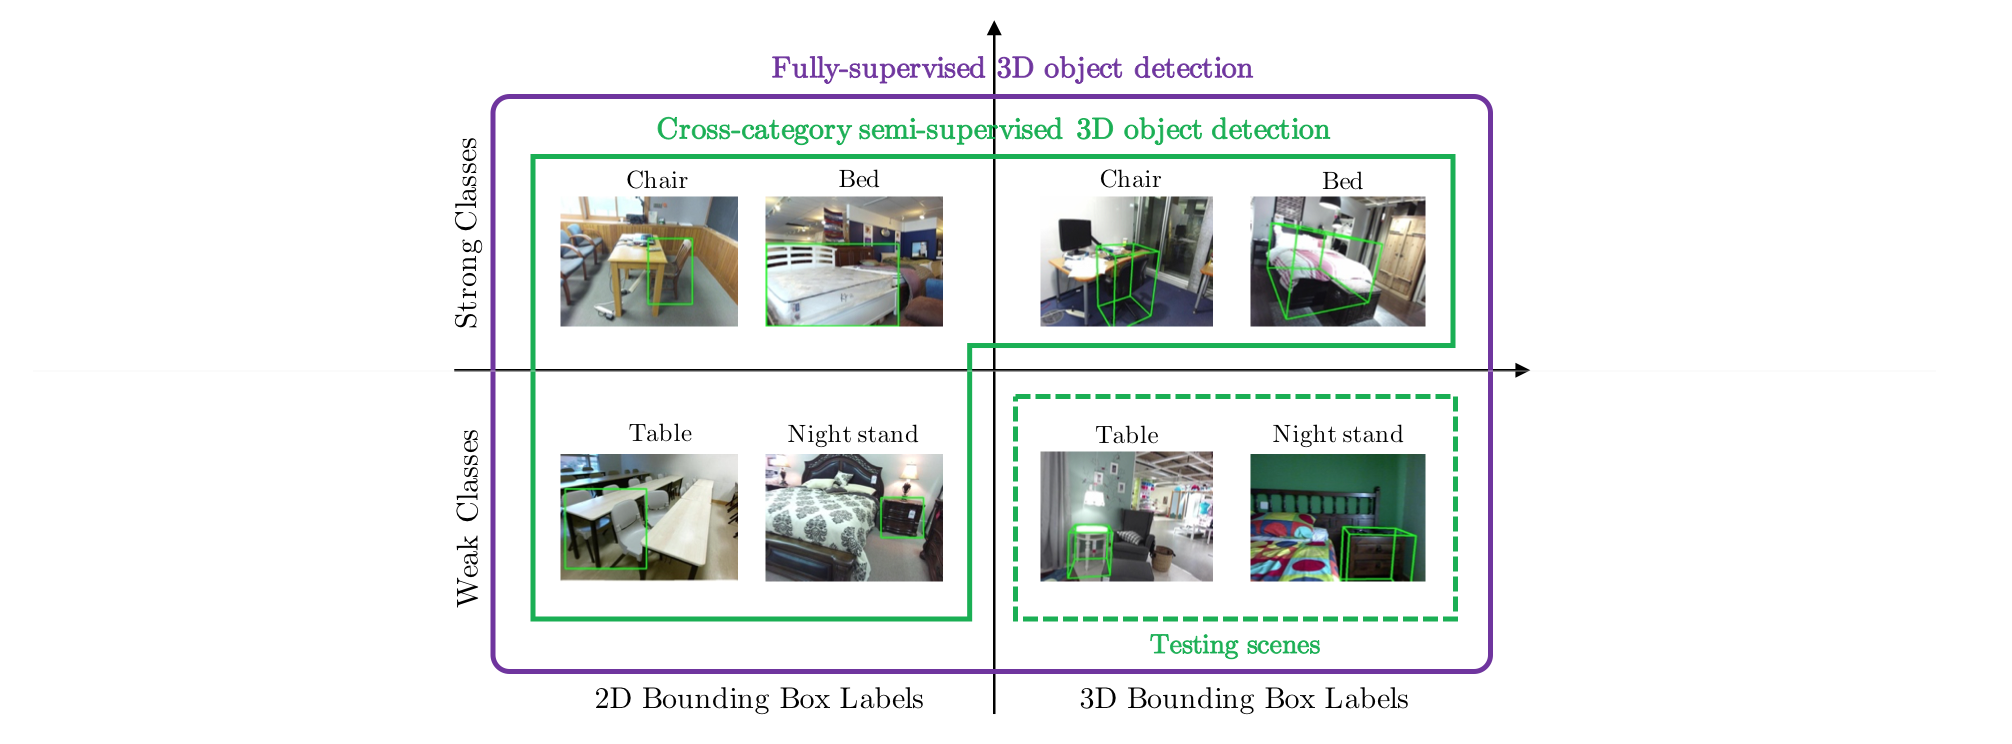 Fully-supervised 3D object detection
Cross-category semi-supervised 3D object detection
Strong Classes
Chair
Bed
Chair
Bed
Weak Classes
Table
Night stand
Table
Night stand
Testing scenes
2D Bounding Box Labels
3D Bounding Box Labels